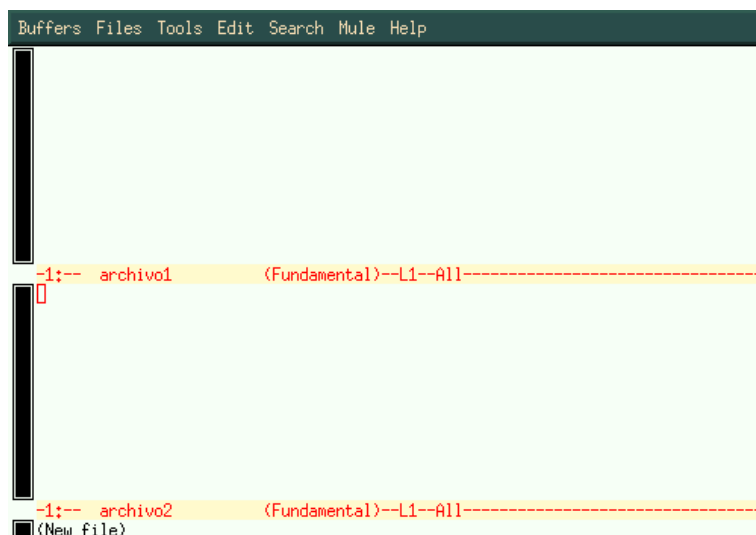 Buffers Files Tools Edit Search Mule Help
-1:-- archivo1 (Fundamental)--L1--All--------------------------------
-1:-- archivo2 (Fundamental)--L1--All--------------------------------
(New file)